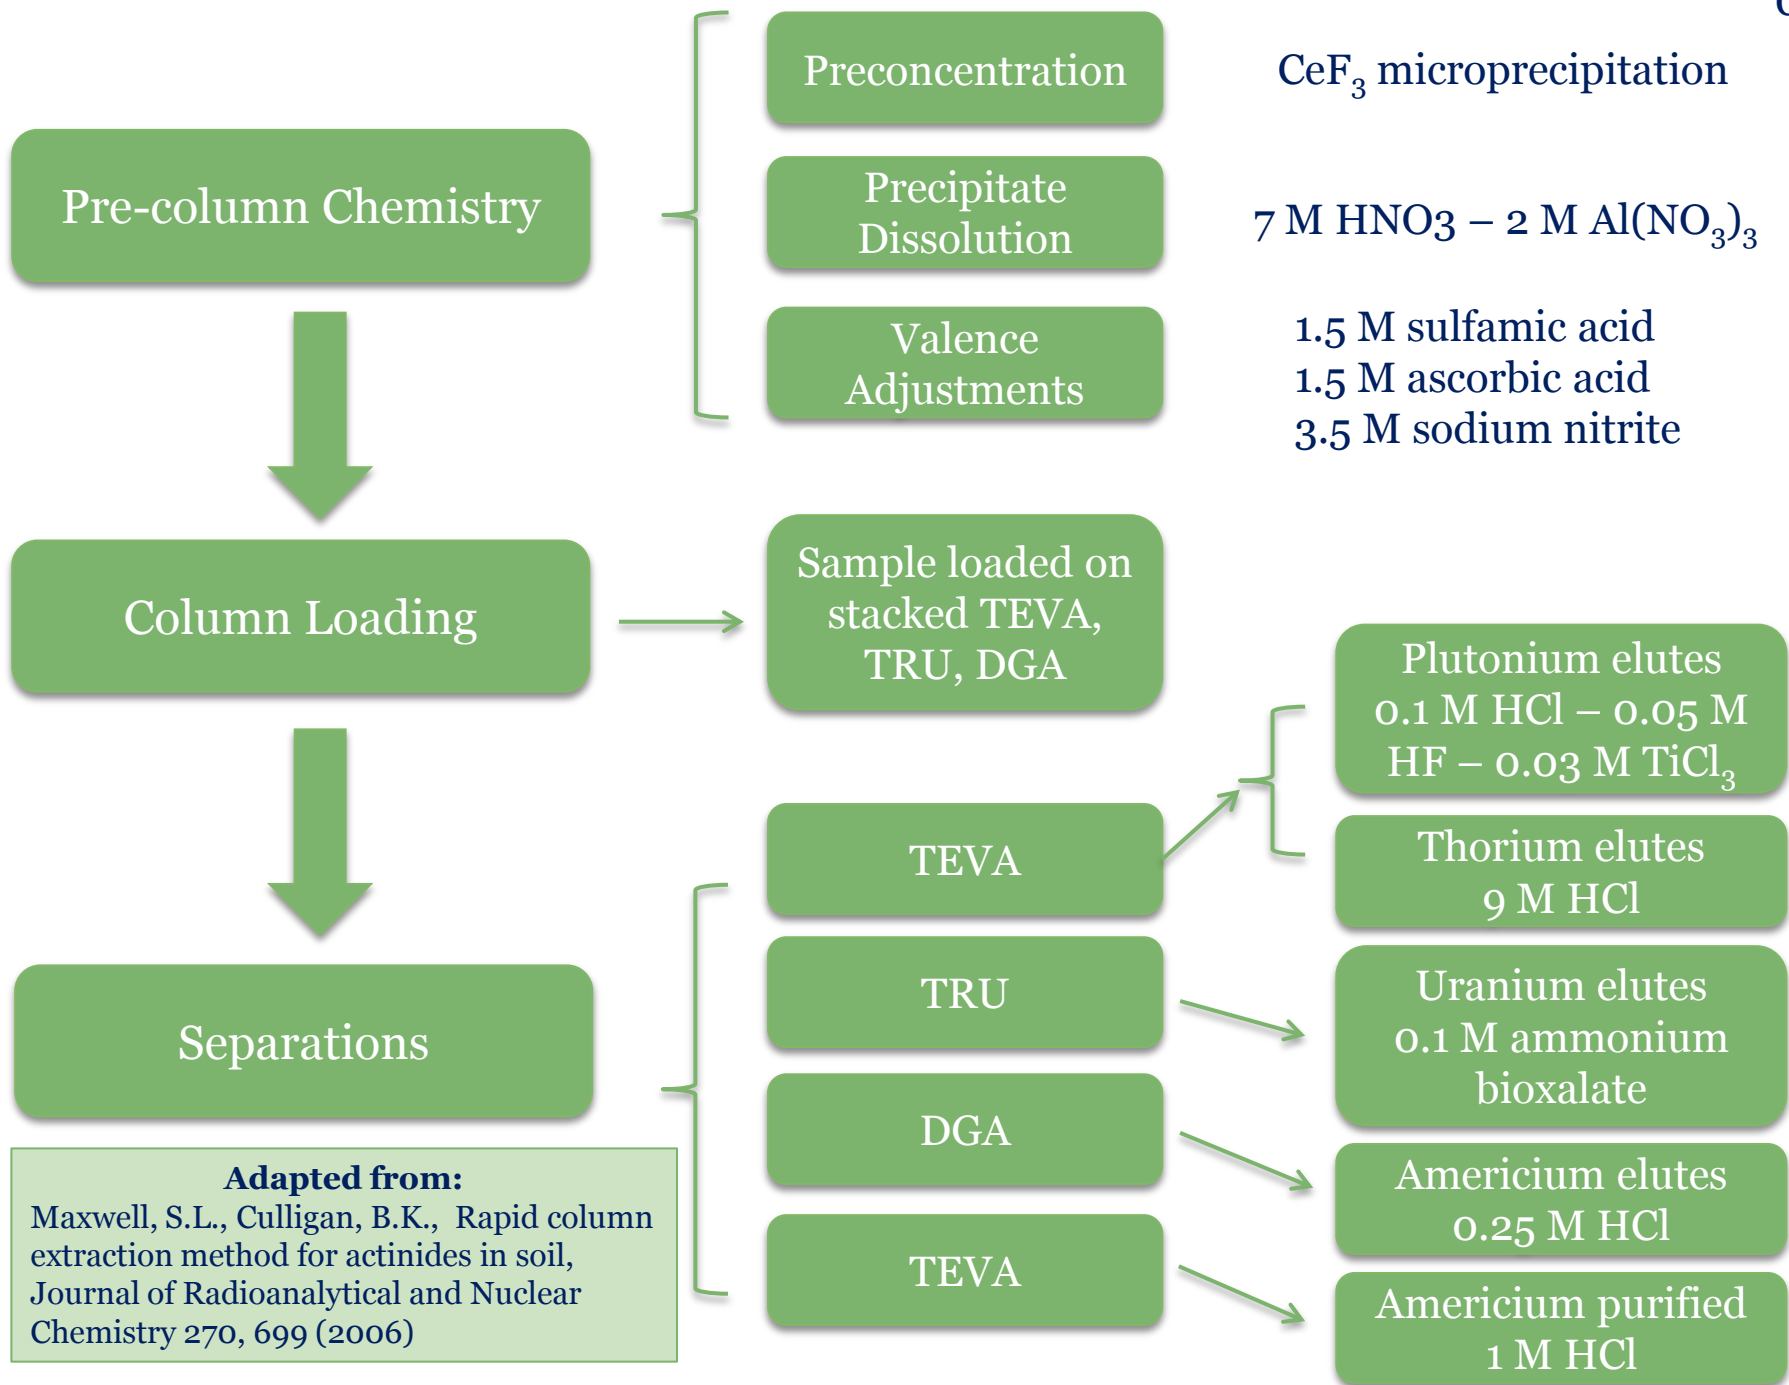 Pre-column Chemistry
Preconcentration
CeF₃ microprecipitation
Precipitate
Dissolution
7 M HNO3 – 2 M Al(NO₃)₃
Valence
Adjustments
1.5 M sulfamic acid
1.5 M ascorbic acid
3.5 M sodium nitrite
Column Loading
Sample loaded on
stacked TEVA,
TRU, DGA
Separations
TEVA
Plutonium elutes
0.1 M HCl – 0.05 M
HF – 0.03 M TiCl₃
Thorium elutes
9 M HCl
TRU
Uranium elutes
0.1 M ammonium
bioxalate
DGA
Americium elutes
0.25 M HCl
TEVA
Americium purified
1 M HCl
Adapted from:
Maxwell, S.L., Culligan, B.K., Rapid column
extraction method for actinides in soil,
Journal of Radioanalytical and Nuclear
Chemistry 270, 699 (2006)